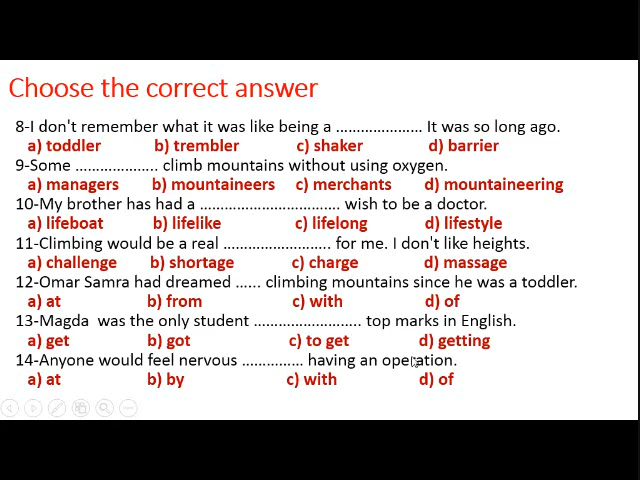 Choose the correct answer
8-I don't remember what it was like being a ..................... It was so long ago.
a) toddler b) trembler c) shaker d) barrier
9-Some .................... climb mountains without using oxygen.
a) managers b) mountaineers c) merchants d) mountaineering
10-My brother has had a .................................. wish to be a doctor.
a) lifeboat b) lifelike c) lifelong d) lifestyle
11-Climbing would be a real .......................... for me. I don't like heights.
a) challenge b) shortage c) charge d) massage
12-Omar Samra had dreamed ...... climbing mountains since he was a toddler.
a) at b) from c) with d) of
13-Magda was the only student .......................... top marks in English.
a) get b) got c) to get d) getting
14-Anyone would feel nervous ............... having an operation.
a) at b) by c) with d) of